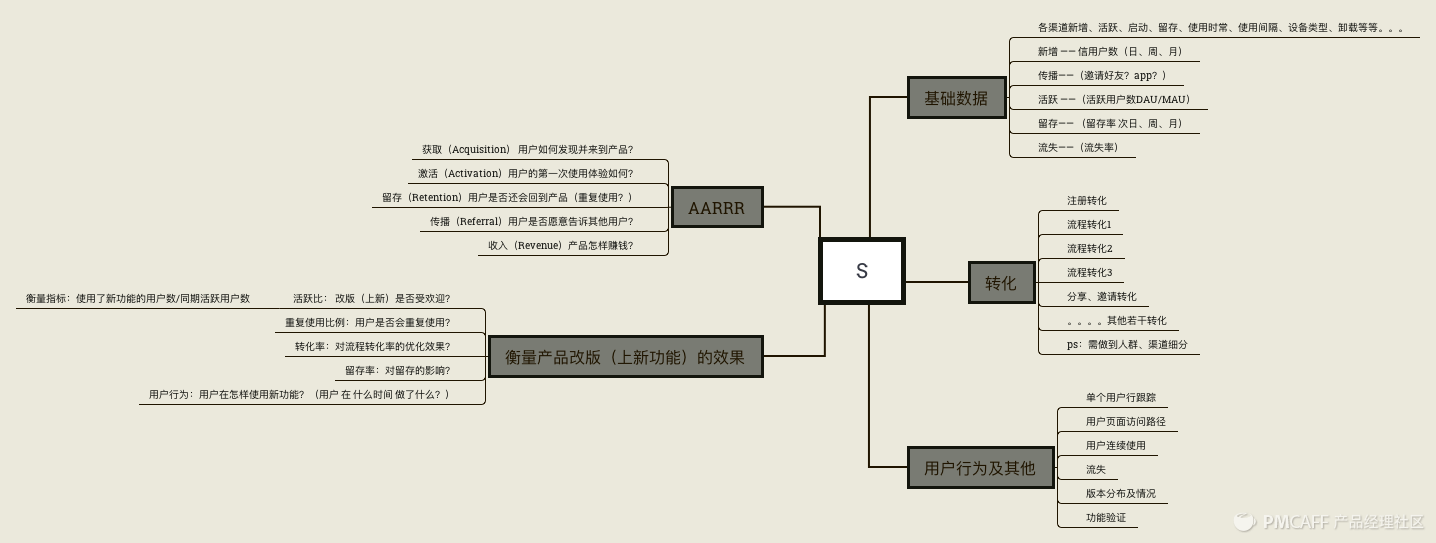 S
基础数据
各渠道新增、活跃、启动、留存、使用时常、使用间隔、设备类型、卸载等等。。。
新增 —— 信用户数（日、周、月）
传播——（邀请好友？app？）
活跃 ——（活跃用户数DAU/MAU）
留存——（留存率 次日、周、月）
流失——（流失率）
转化
注册转化
流程转化1
流程转化2
流程转化3
分享、邀请转化
。。。。其他若干转化
ps：需做到人群、渠道细分
用户行为及其他
单个用户行跟踪
用户页面访问路径
用户连续使用
流失
版本分布及情况
功能验证
AARRR
获取（Acquisition） 用户如何发现并来到产品？
激活（Activation）用户的第一次使用体验如何？
留存（Retention）用户是否还会回到产品（重复使用？）
传播（Referral）用户是否愿意告诉其他用户？
收入（Revenue）产品怎样赚钱？
衡量产品改版（上新功能）的效果
活跃比： 改版（上新）是否受欢迎？
衡量指标：使用了新功能的用户数/同期活跃用户数
重复使用比例：用户是否会重复使用？
转化率：对流程转化率的优化效果？
留存率：对留存的影响？
用户行为：用户在怎样使用新功能？（用户 在 什么时间 做了什么？）
PMCAFF 产品经理社区